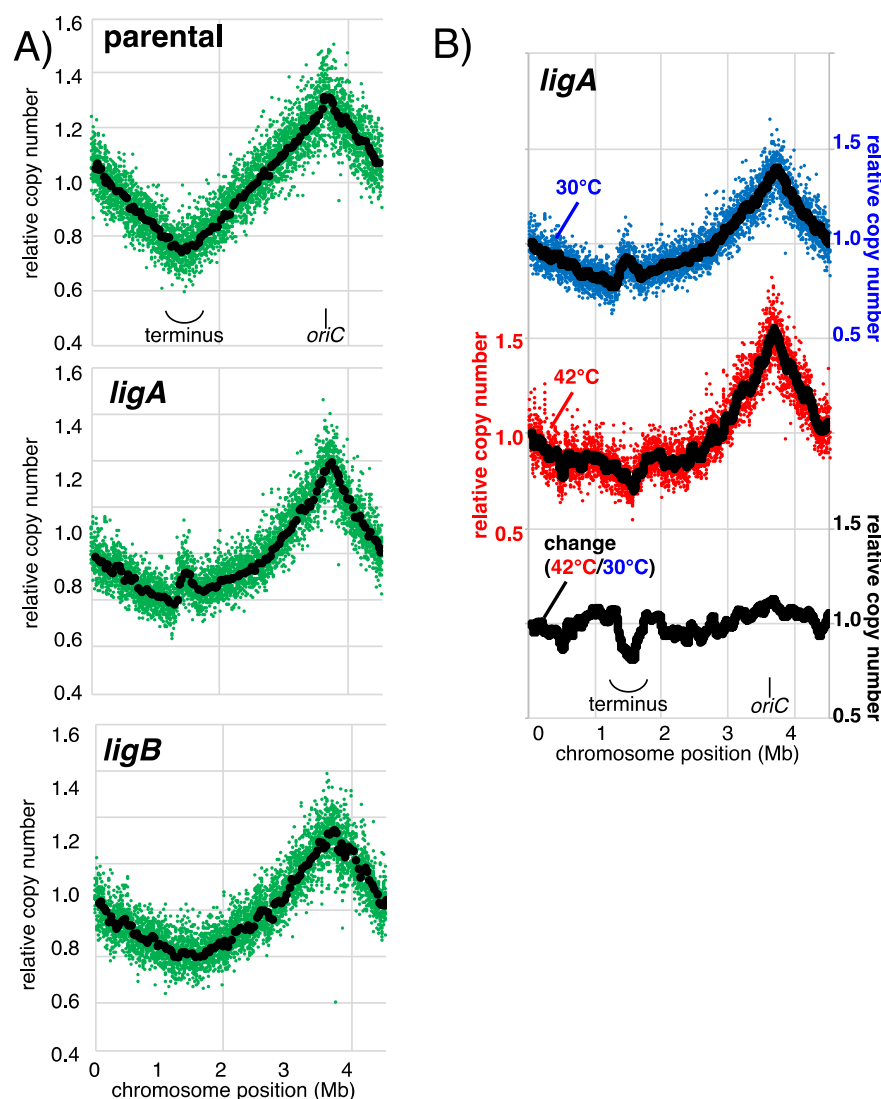 A)
parental
relative copy number
1.6
1.4
1.2
1.0
0.8
0.6
0.4
terminus
oriC
ligA
relative copy number
1.6
1.4
1.2
1.0
0.8
0.6
0.4
ligB
relative copy number
1.6
1.4
1.2
1.0
0.8
0.6
0.4
0 1 2 3 4
chromosome position (Mb)
B)
ligA
30°C
relative copy number
1.5
1.0
0.5
42°C
relative copy number
1.5
1.0
0.5
change
(42°C/30°C)
relative copy number
1.5
1.0
0.5
terminus
oriC
0 1 2 3 4
chromosome position (Mb)